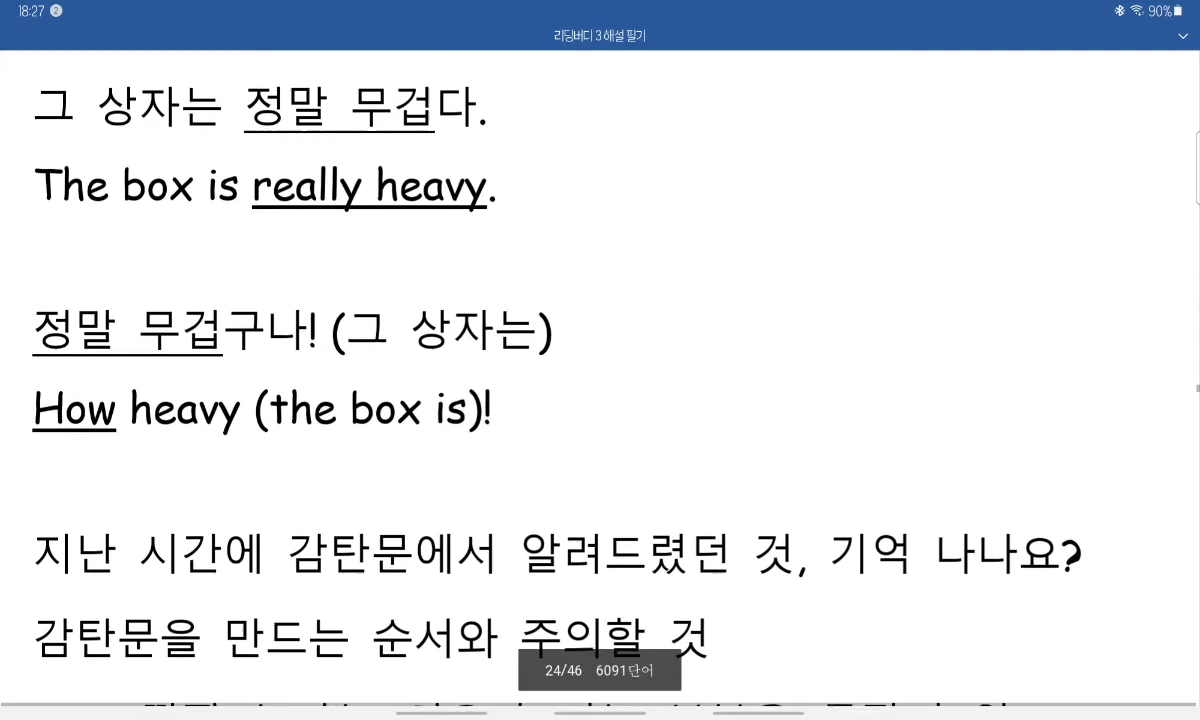 18:27 2
90%
리딩버디 3 해설 필기
그 상자는 정말 무겁다.
The box is really heavy.
정말 무겁구나! (그 상자는)
How heavy (the box is)!
지난 시간에 감탄문에서 알려드렸던 것, 기억 나나요?
감탄문을 만드는 순서와 주의할 것
24/46 6091단어